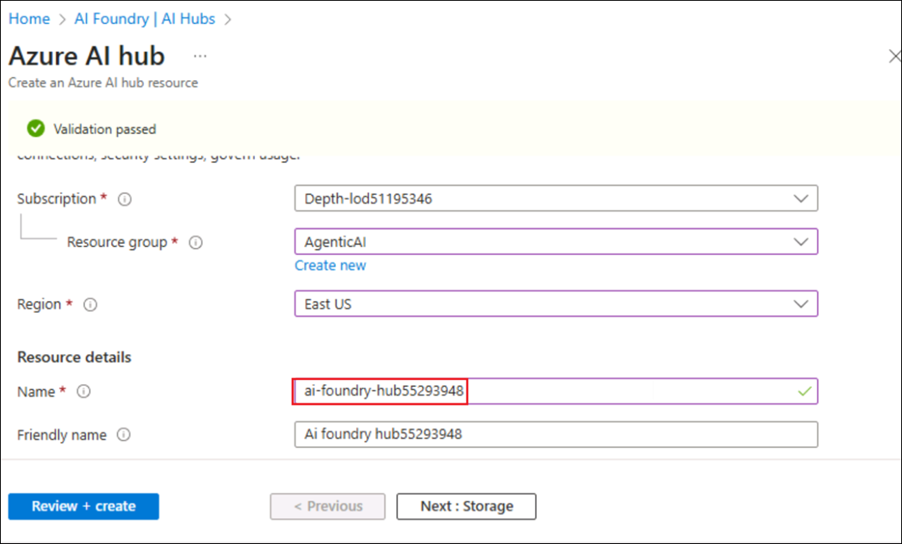 Home > AI Foundry | AI Hubs >
Azure AI hub ...
Create an Azure AI hub resource
Validation passed
connections, security settings, govern usage.
Subscription * Depth-lod51195346
Resource group * AgenticAI
Create new
Region * East US
Resource details
Name * ai-foundry-hub55293948
Friendly name Ai foundry hub55293948
Review + create < Previous Next : Storage